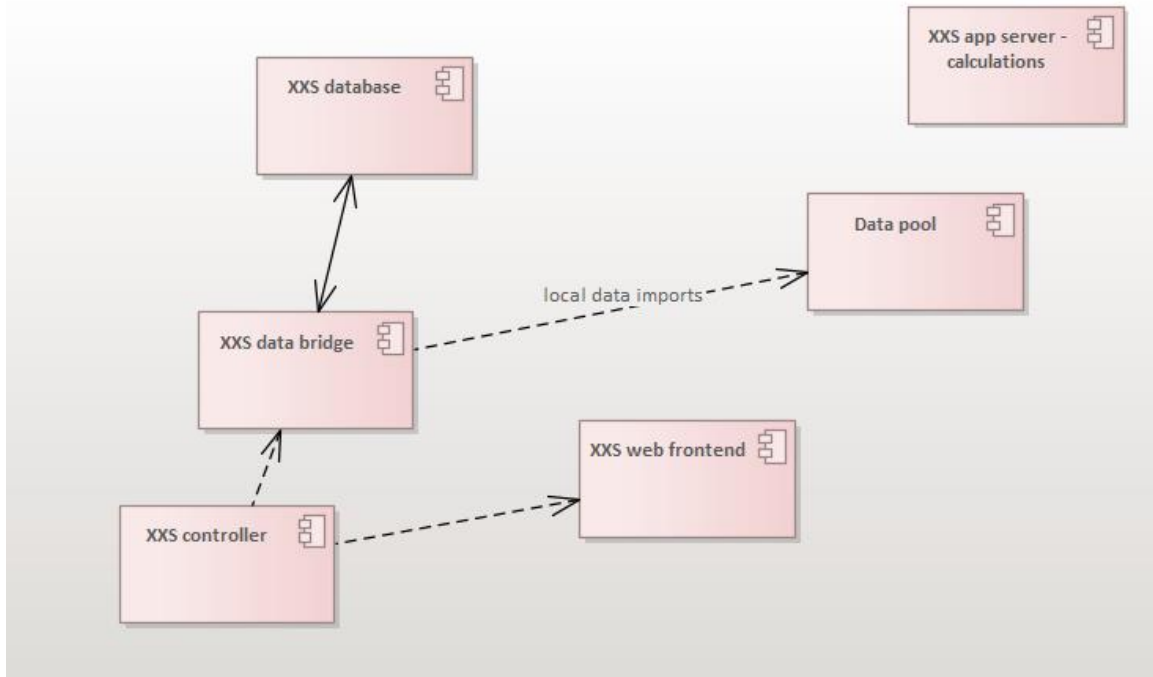 XXS app server -
calculations
XXS database
Data pool
local data imports
XXS data bridge
XXS web frontend
XXS controller